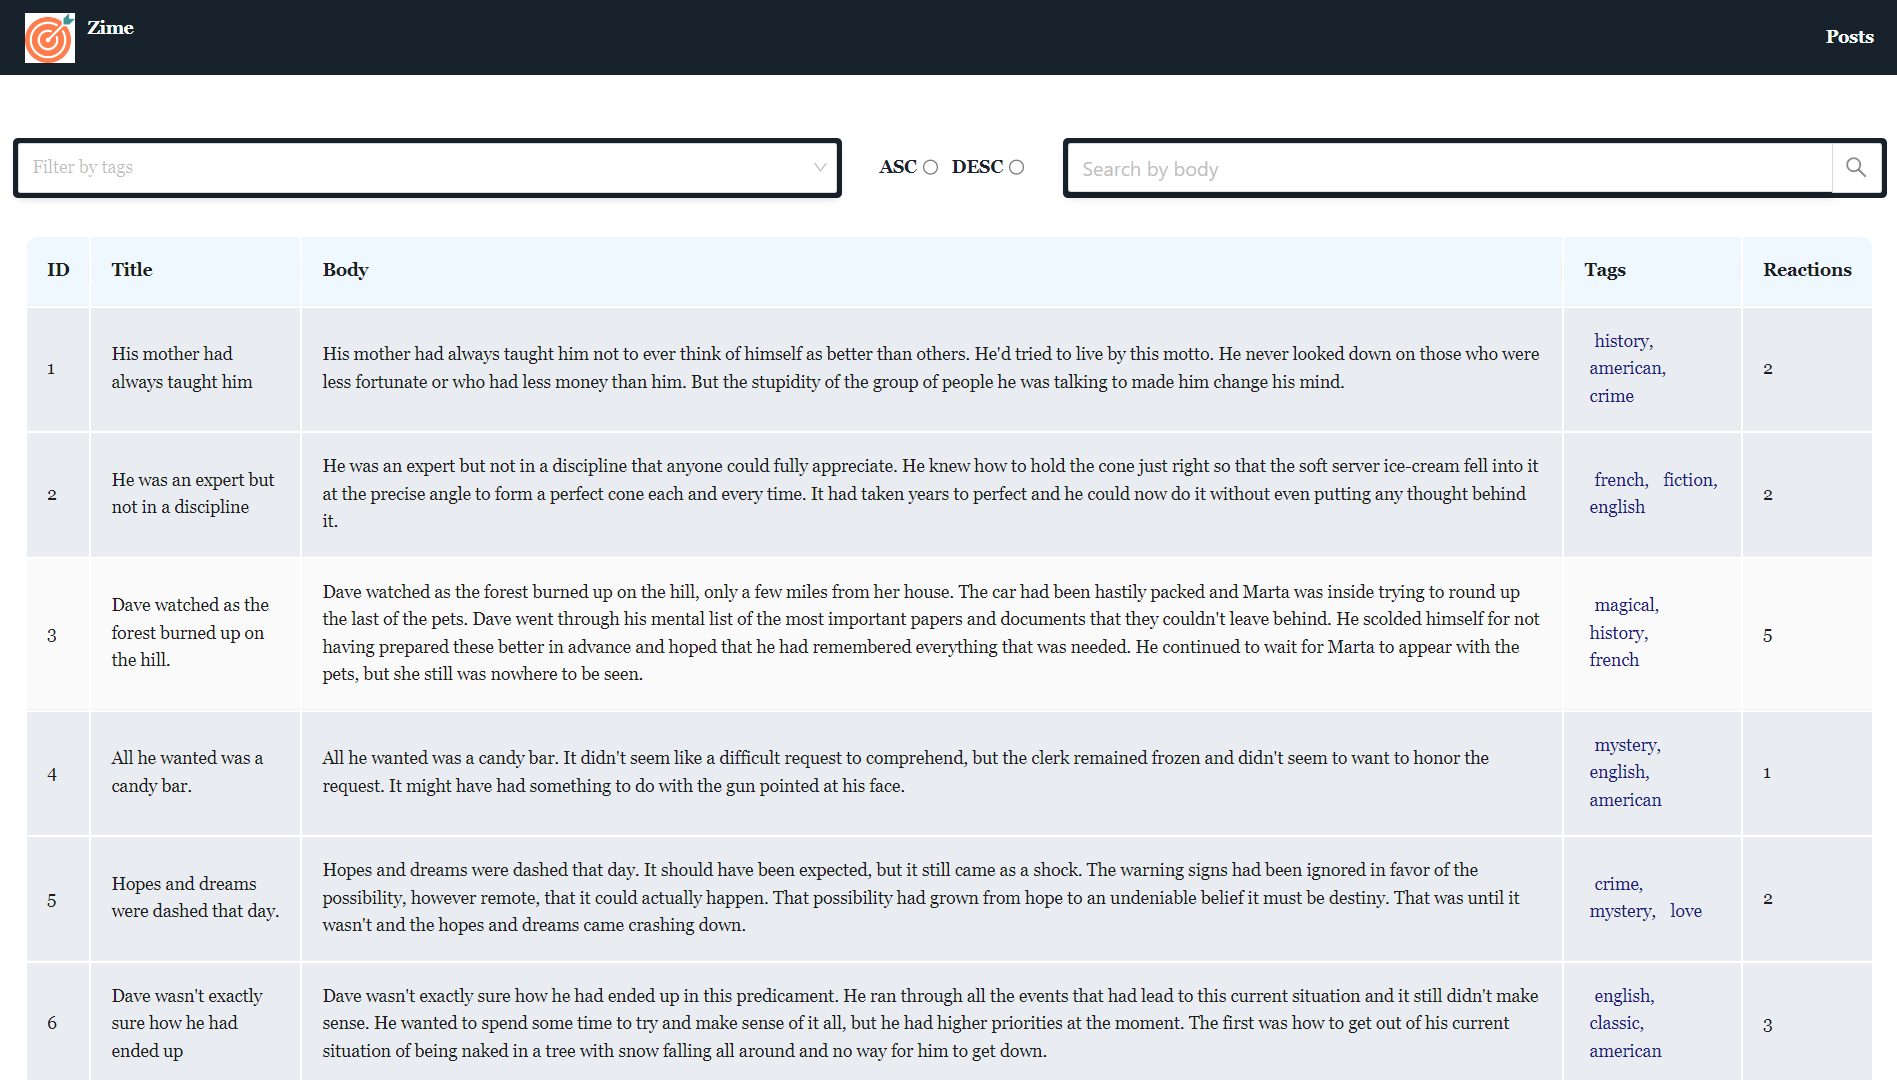 Zime
Posts
Filter by tags
ASC DESC
Search by body
ID Title Body Tags Reactions
1
His mother had
always taught him
His mother had always taught him not to ever think of himself as better than others. He'd tried to live by this motto. He never looked down on those who were
less fortunate or who had less money than him. But the stupidity of the group of people he was talking to made him change his mind.
history,
american,
crime
2
2
He was an expert but
not in a discipline
He was an expert but not in a discipline that anyone could fully appreciate. He knew how to hold the cone just right so that the soft server ice-cream fell into it
at the precise angle to form a perfect cone each and every time. It had taken years to perfect and he could now do it without even putting any thought behind
it.
french, fiction,
english
2
3
Dave watched as the
forest burned up on
the hill.
Dave watched as the forest burned up on the hill, only a few miles from her house. The car had been hastily packed and Marta was inside trying to round up
the last of the pets. Dave went through his mental list of the most important papers and documents that they couldn't leave behind. He scolded himself for not
having prepared these better in advance and hoped that he had remembered everything that was needed. He continued to wait for Marta to appear with the
pets, but she still was nowhere to be seen.
magical,
history,
french
5
4
All he wanted was a
candy bar.
All he wanted was a candy bar. It didn't seem like a difficult request to comprehend, but the clerk remained frozen and didn't seem to want to honor the
request. It might have had something to do with the gun pointed at his face.
mystery,
english,
american
1
5
Hopes and dreams
were dashed that day.
Hopes and dreams were dashed that day. It should have been expected, but it still came as a shock. The warning signs had been ignored in favor of the
possibility, however remote, that it could actually happen. That possibility had grown from hope to an undeniable belief it must be destiny. That was until it
wasn't and the hopes and dreams came crashing down.
crime,
mystery, love
2
6
Dave wasn't exactly
sure how he had
ended up
Dave wasn't exactly sure how he had ended up in this predicament. He ran through all the events that had lead to this current situation and it still didn't make
sense. He wanted to spend some time to try and make sense of it all, but he had higher priorities at the moment. The first was how to get out of his current
situation of being naked in a tree with snow falling all around and no way for him to get down.
english,
classic,
american
3